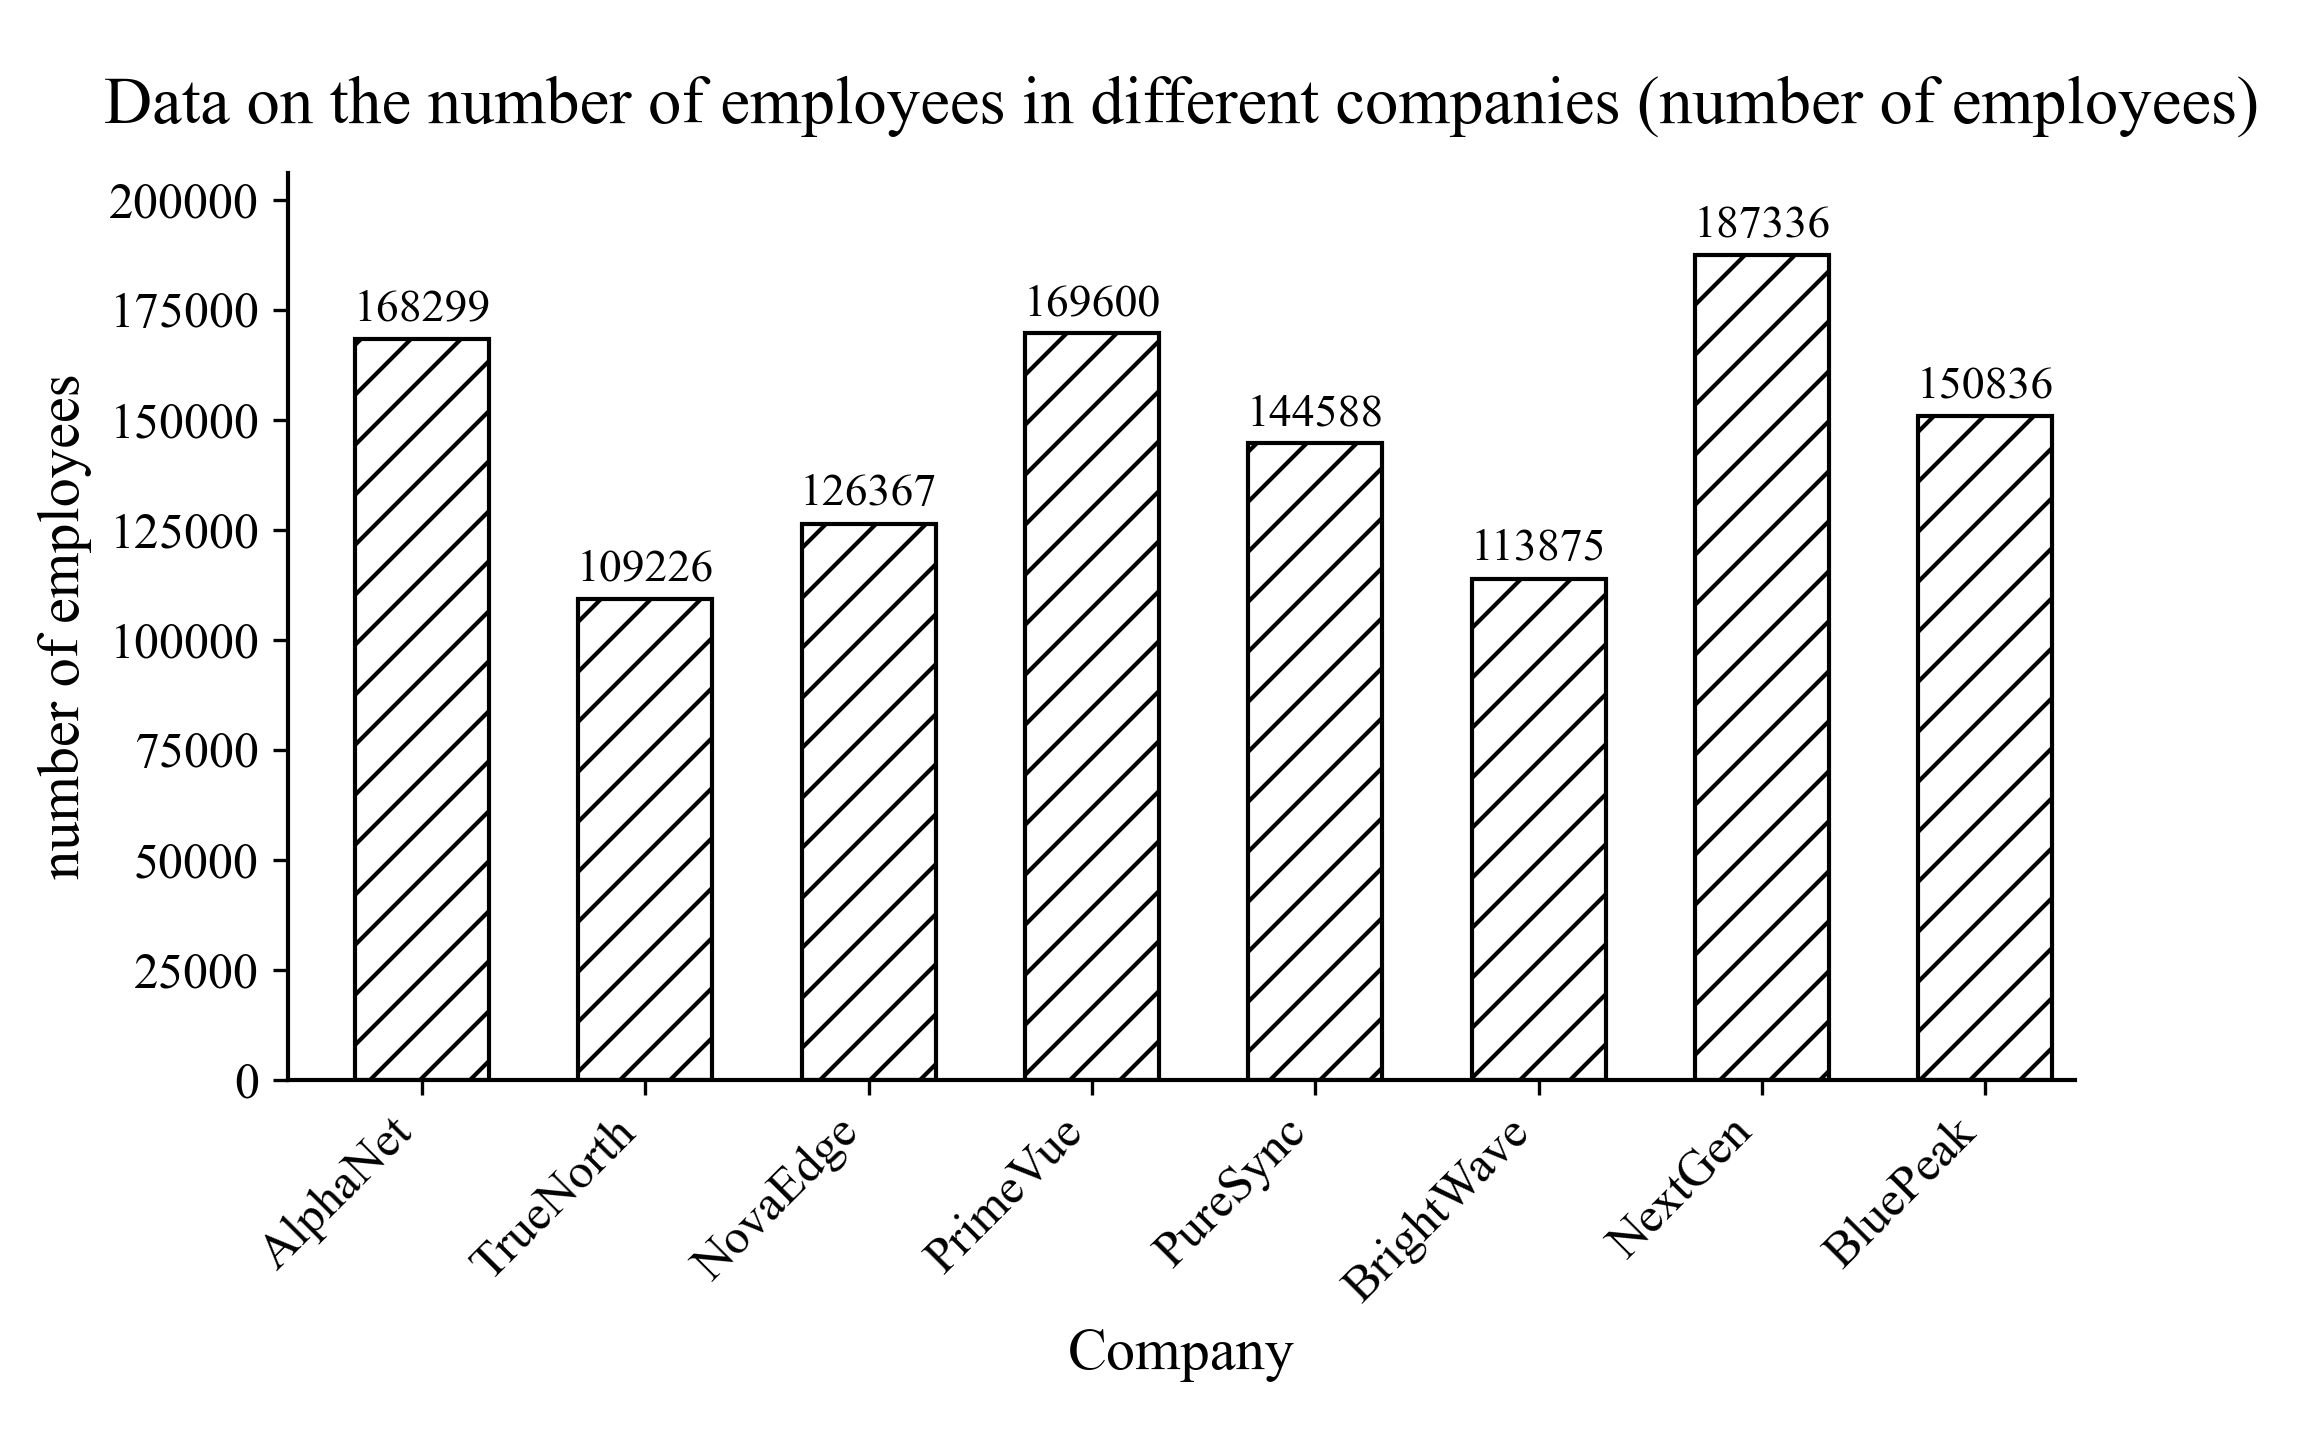 Data on the number of employees in different companies (number of employees)
number of employees
200000
175000
150000
125000
100000
75000
50000
25000
0
168299
109226
126367
169600
144588
113875
187336
150836
AlphaNet
TrueNorth
NovaEdge
PrimeVue
PureSync
BrightWave
NextGen
BluePeak
Company